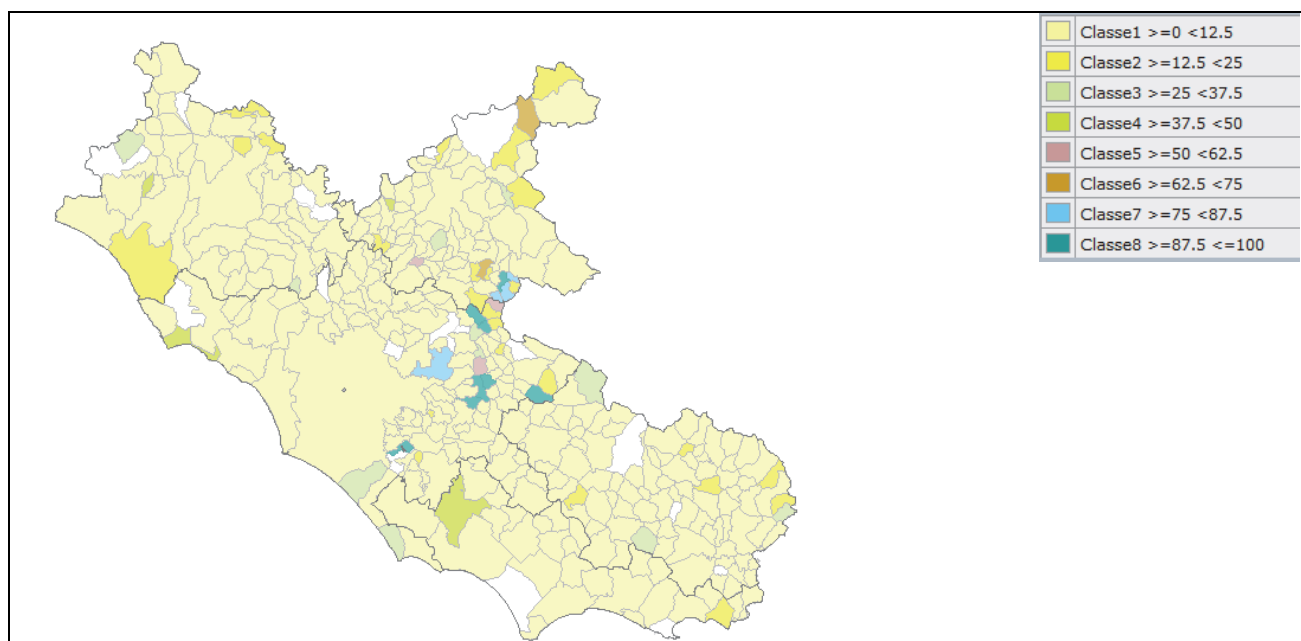 Classe1 >=0 <12.5
Classe2 >=12.5 <25
Classe3 >=25 <37.5
Classe4 >=37.5 <50
Classe5 >=50 <62.5
Classe6 >=62.5 <75
Classe7 >=75 <87.5
Classe8 >=87.5 <=100